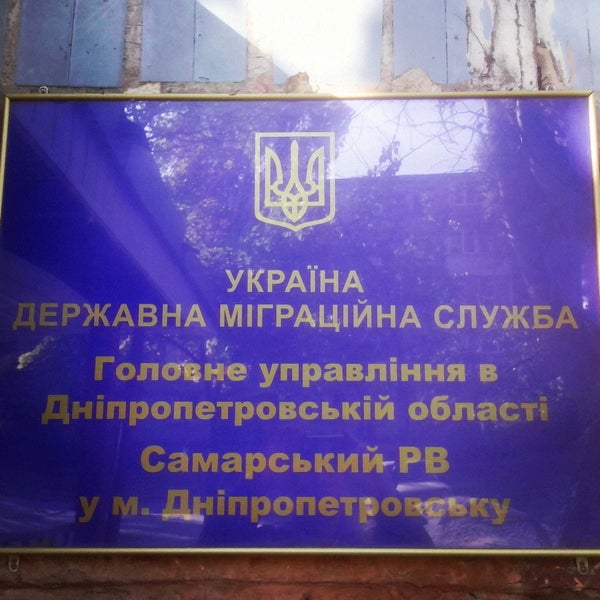 УКРАЇНА
ДЕРЖАВНА МІГРАЦІЙНА СЛУЖБА
Головне управління в
Дніпропетровській області
Самарський РВ
у м. Дніпропетровську